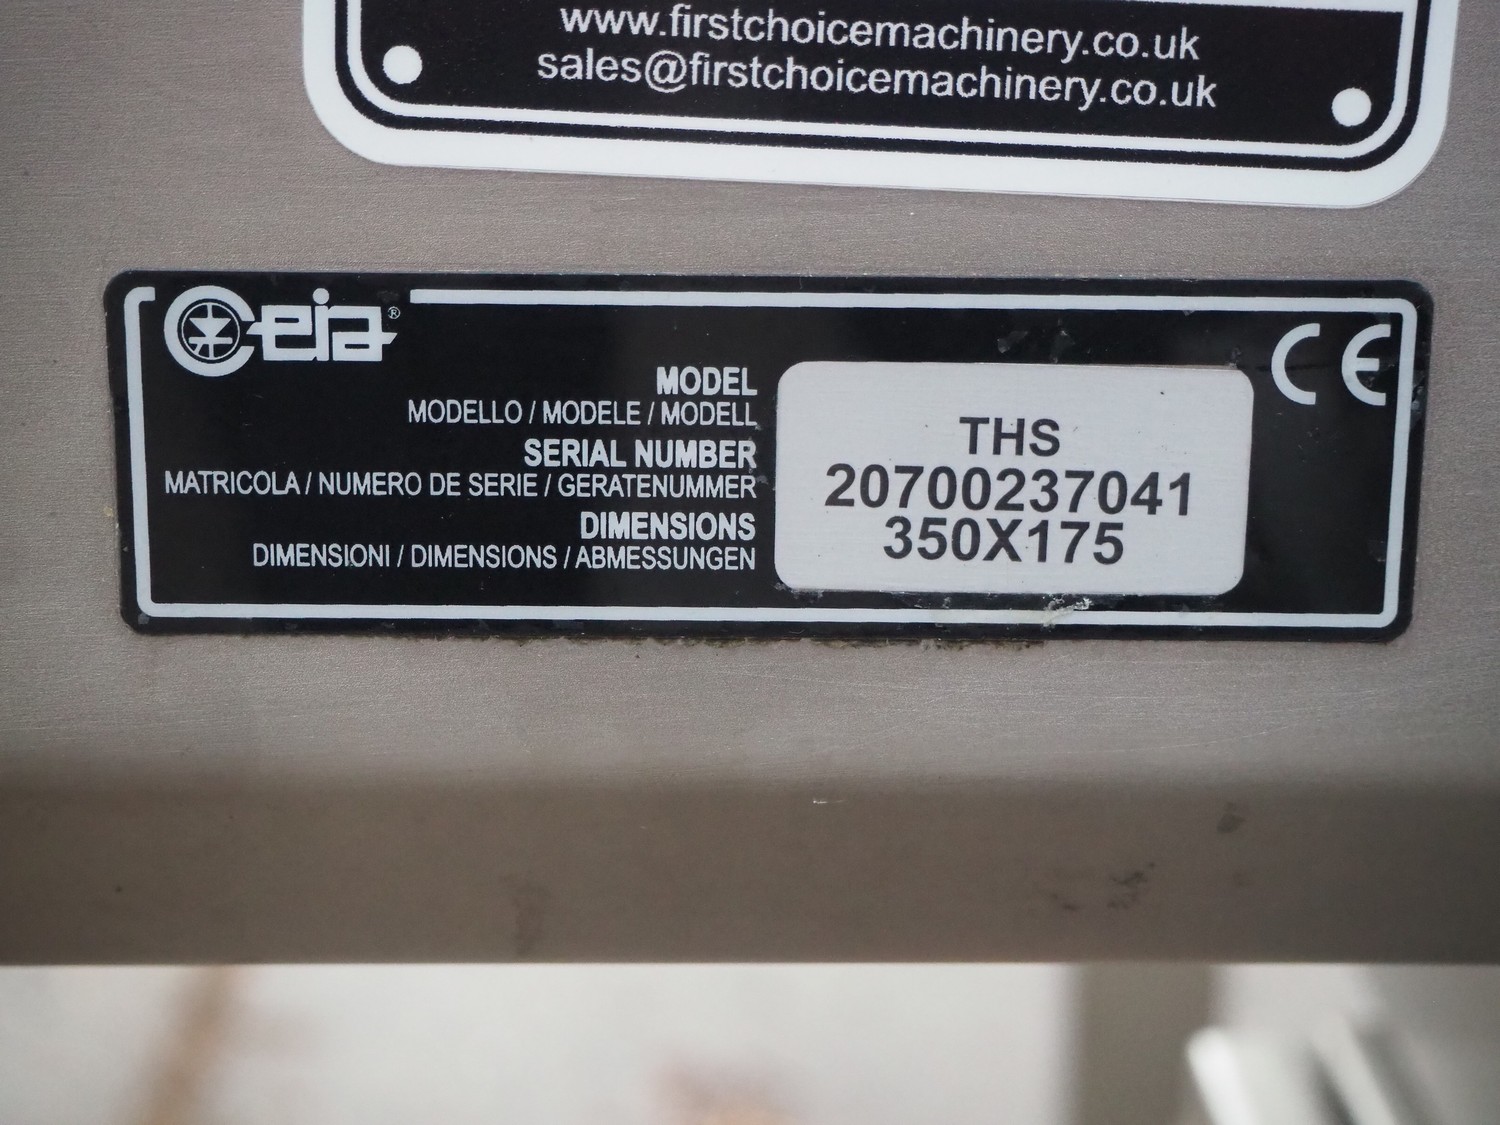 www.firstchoicemachinery.co.uk
sales@firstchoicemachinery.co.uk
Ceia®
CE
MODEL
MODELLO / MODELE / MODELL
THS
SERIAL NUMBER
MATRICOLA / NUMERO DE SERIE / GERATENUMMER
20700237041
DIMENSIONS
DIMENSIONI / DIMENSIONS / ABMESSUNGEN
350X175